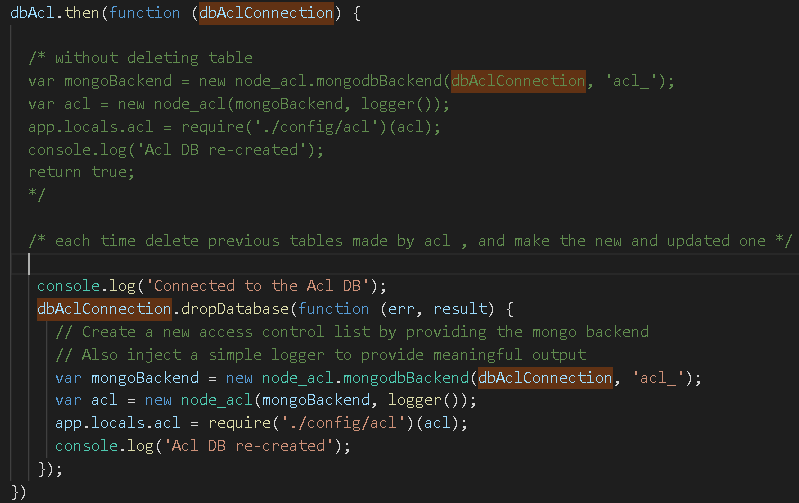 dbAcl.then(function (dbAclConnection) {
/* without deleting table
var mongoBackend = new node_acl.mongodbBackend(dbAclConnection, 'acl_');
var acl = new node_acl(mongoBackend, logger());
app.locals.acl = require('./config/acl')(acl);
console.log('Acl DB re-created');
return true;
*/
/* each time delete previous tables made by acl , and make the new and updated one */
console.log('Connected to the Acl DB');
dbAclConnection.dropDatabase(function (err, result) {
// Create a new access control list by providing the mongo backend
// Also inject a simple logger to provide meaningful output
var mongoBackend = new node_acl.mongodbBackend(dbAclConnection, 'acl_');
var acl = new node_acl(mongoBackend, logger());
app.locals.acl = require('./config/acl')(acl);
console.log('Acl DB re-created');
});
})